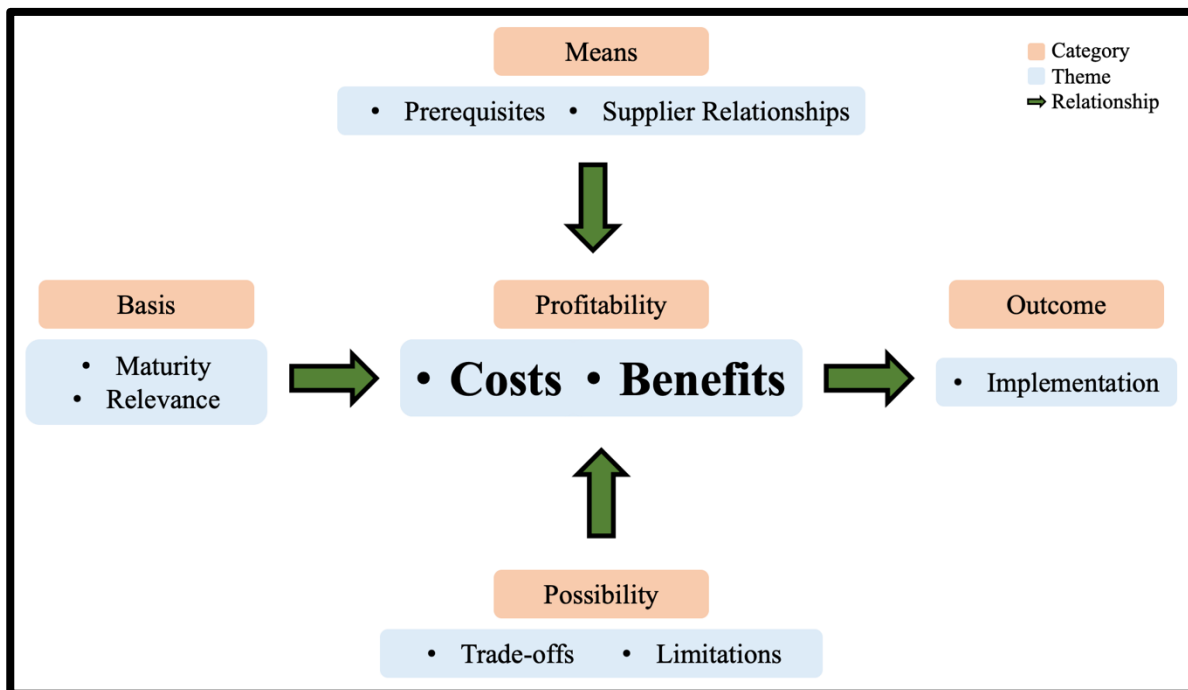 Means
• Prerequisites • Supplier Relationships
Category
Theme
Relationship
Basis
• Maturity
• Relevance
Profitability
• Costs • Benefits
Outcome
• Implementation
Possibility
• Trade-offs • Limitations